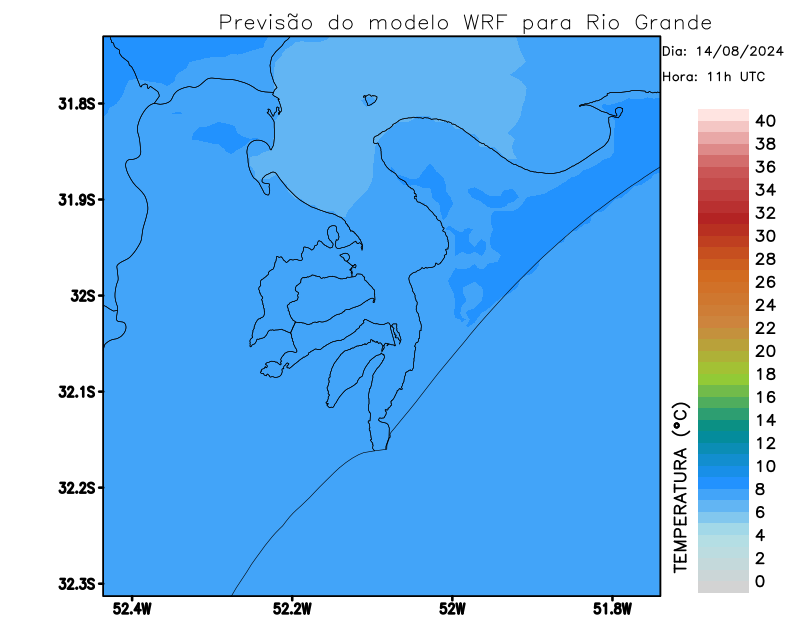 Previsão do modelo WRF para Rio Grande
Dia: 14/08/2024
Hora: 11h UTC
31.8S
31.9S
32S
32.1S
32.2S
32.3S
52.4W
52.2W
52W
51.8W
TEMPERATURA (°C)
40
38
36
34
32
30
28
26
24
22
20
18
16
14
12
10
8
6
4
2
0